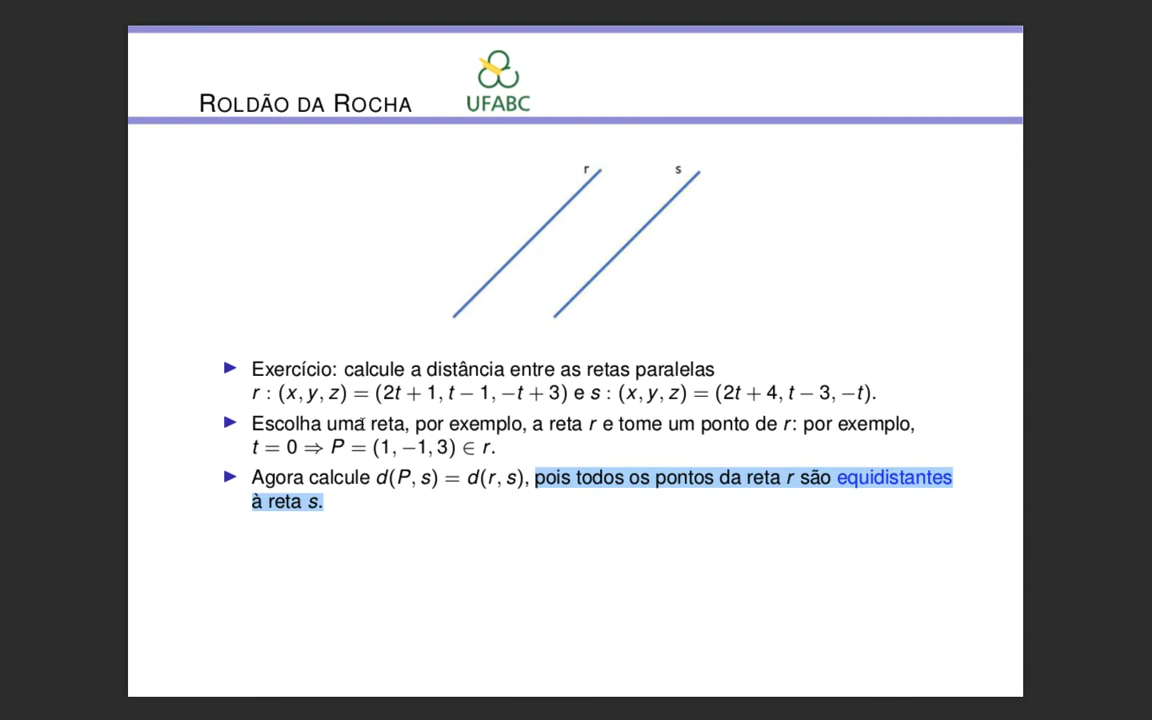 ROLDÃO DA ROCHA
UFABC
r
s
Exercício: calcule a distância entre as retas paralelas
r : (x, y, z) = (2t + 1, t − 1, −t + 3) e s : (x, y, z) = (2t + 4, t − 3, −t).
Escolha uma reta, por exemplo, a reta r e tome um ponto de r: por exemplo,
t = 0 ⇒ P = (1, −1, 3) ∈ r.
Agora calcule d(P, s) = d(r, s), pois todos os pontos da reta r são equidistantes
à reta s.